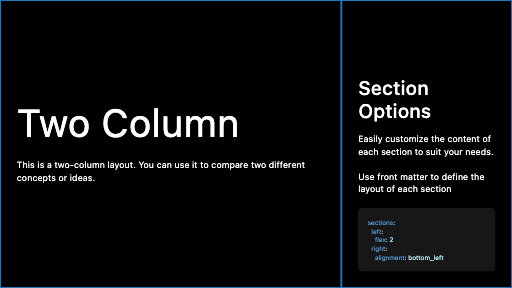 Two Column
This is a two-column layout. You can use it to compare two different
concepts or ideas.
Section
Options
Easily customize the content of
each section to suit your needs.
Use front matter to define the
layout of each section
sections:
  left:
    flex: 2
  right:
    alignment: bottom_left